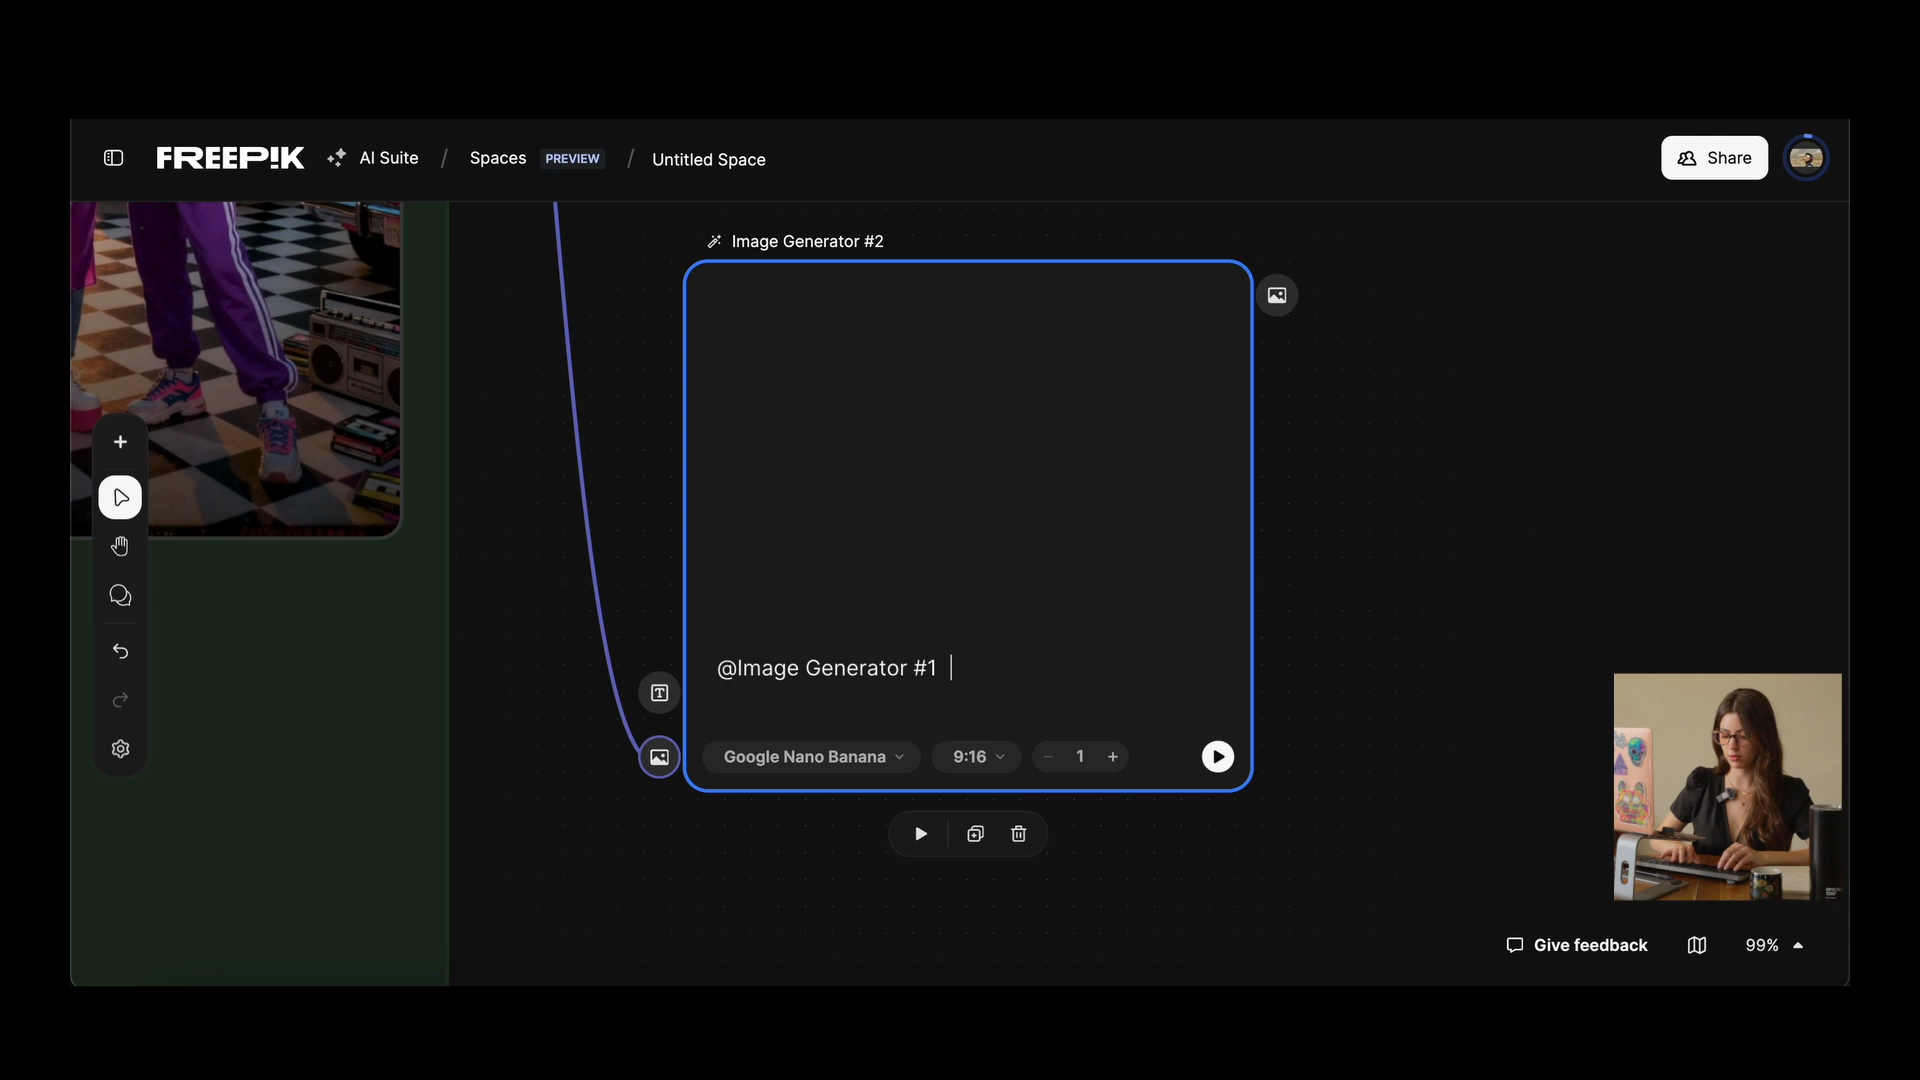 FREEP!K
AI Suite / Spaces PREVIEW / Untitled Space
Share
Image Generator #2
@Image Generator #1
Google Nano Banana
9:16
1
Give feedback
99%